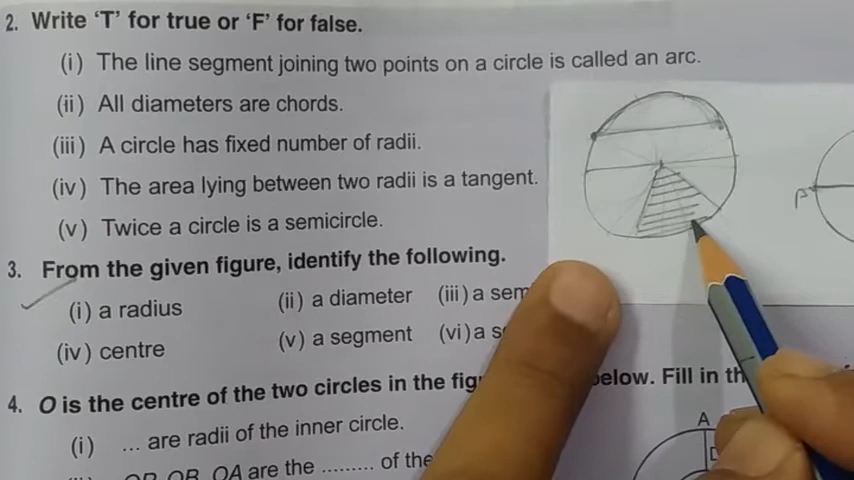 2. Write ‘T’ for true or ‘F’ for false.
(i) The line segment joining two points on a circle is called an arc.
(ii) All diameters are chords.
(iii) A circle has fixed number of radii.
(iv) The area lying between two radii is a tangent.
(v) Twice a circle is a semicircle.
3. From the given figure, identify the following.
(i) a radius (ii) a diameter (iii) a sem
(iv) centre (v) a segment (vi) a s
4. O is the centre of the two circles in the fig below. Fill in th
A
(i) ... are radii of the inner circle.
OB, OA are the ......... of the